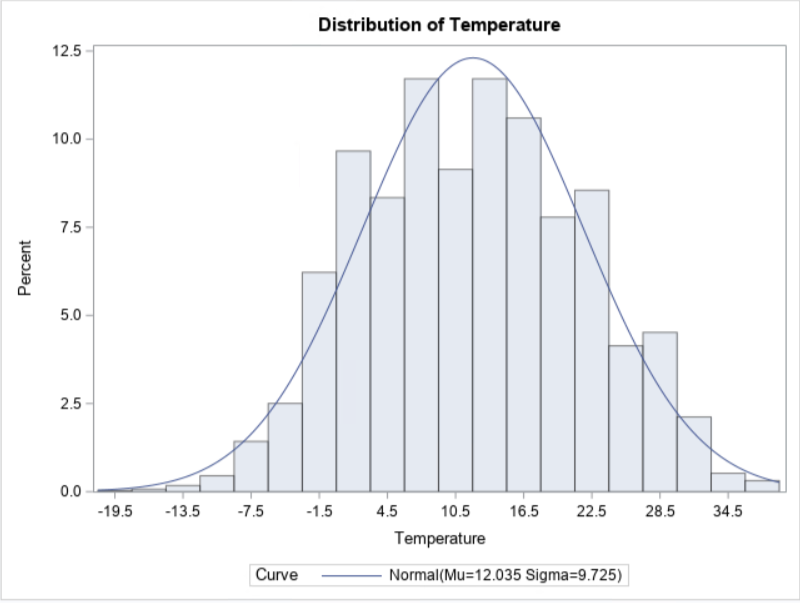 Distribution of Temperature
12.5
10.0
7.5
5.0
2.5
0.0
Percent
-19.5 -13.5 -7.5 -1.5 4.5 10.5 16.5 22.5 28.5 34.5
Temperature
Curve Normal(Mu=12.035 Sigma=9.725)